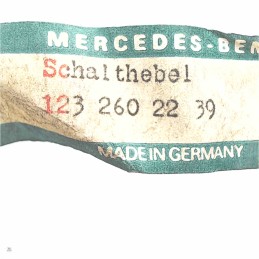 MERCEDES-BEN
Schalthebel
123 260 22 39
MADE IN GERMANY